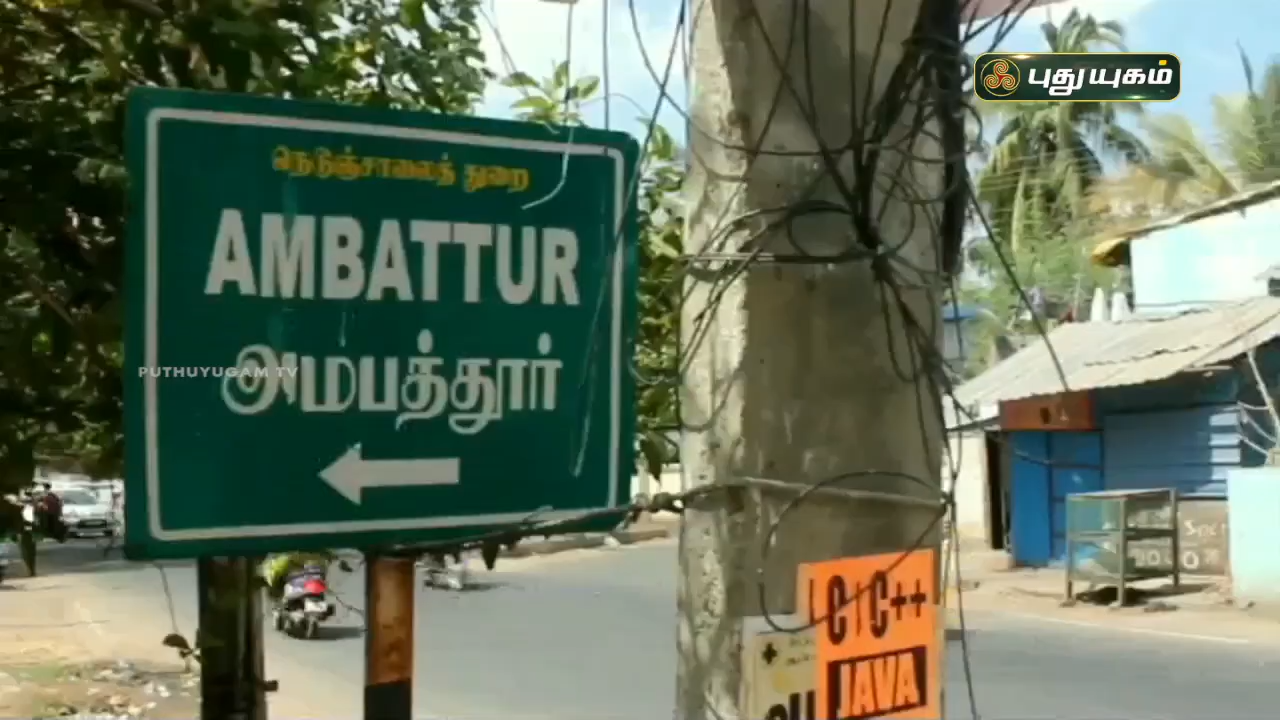 நெடுஞ்சாலைத் துறை
AMBATTUR
அம்பத்தூர்
PUTHUYUGAM TV
புதுயுகம்
C C++
JAVA